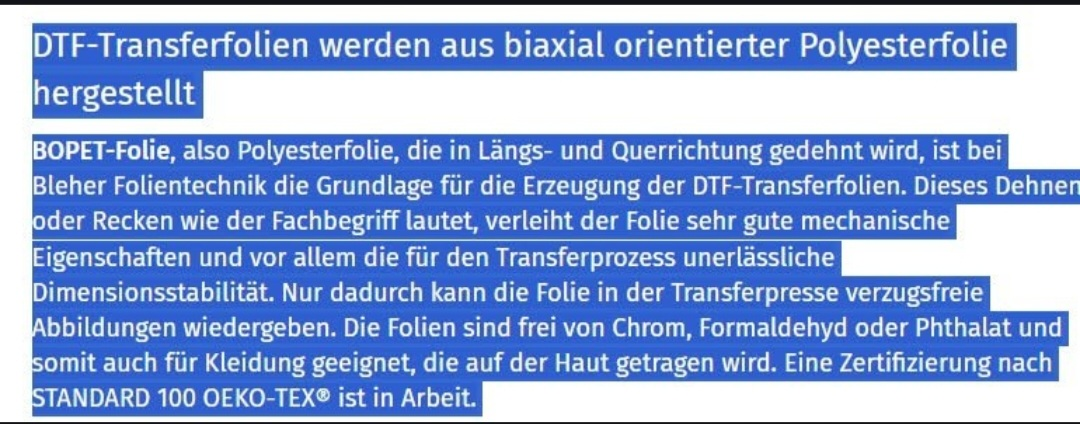 DTF-Transferfolien werden aus biaxial orientierter Polyesterfolie
hergestellt
BOPET-Folie, also Polyesterfolie, die in Längs- und Querrichtung gedehnt wird, ist bei
Bleher Folientechnik die Grundlage für die Erzeugung der DTF-Transferfolien. Dieses Dehnen
oder Recken wie der Fachbegriff lautet, verleiht der Folie sehr gute mechanische
Eigenschaften und vor allem die für den Transferprozess unerlässliche
Dimensionsstabilität. Nur dadurch kann die Folie in der Transferpresse verzugsfreie
Abbildungen wiedergeben. Die Folien sind frei von Chrom, Formaldehyd oder Phthalat und
somit auch für Kleidung geeignet, die auf der Haut getragen wird. Eine Zertifizierung nach
STANDARD 100 OEKO-TEX® ist in Arbeit.